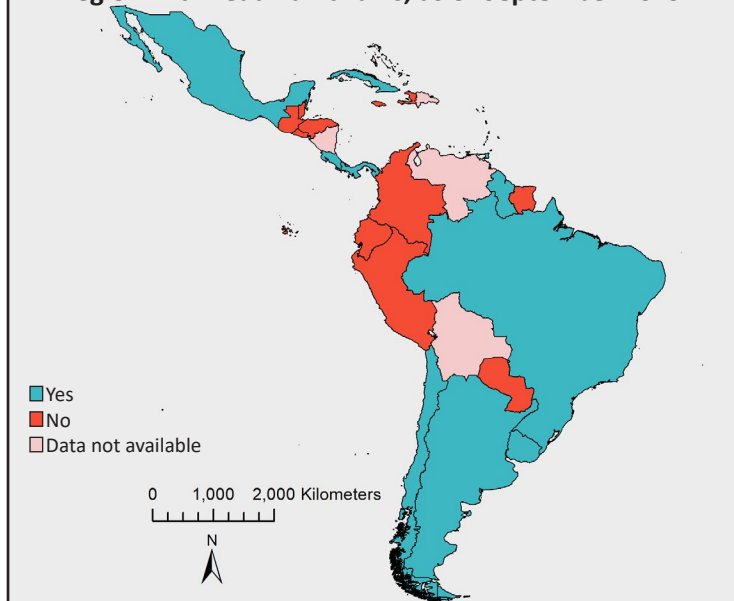 Yes
No
Data not available
0 1,000 2,000 Kilometers
N